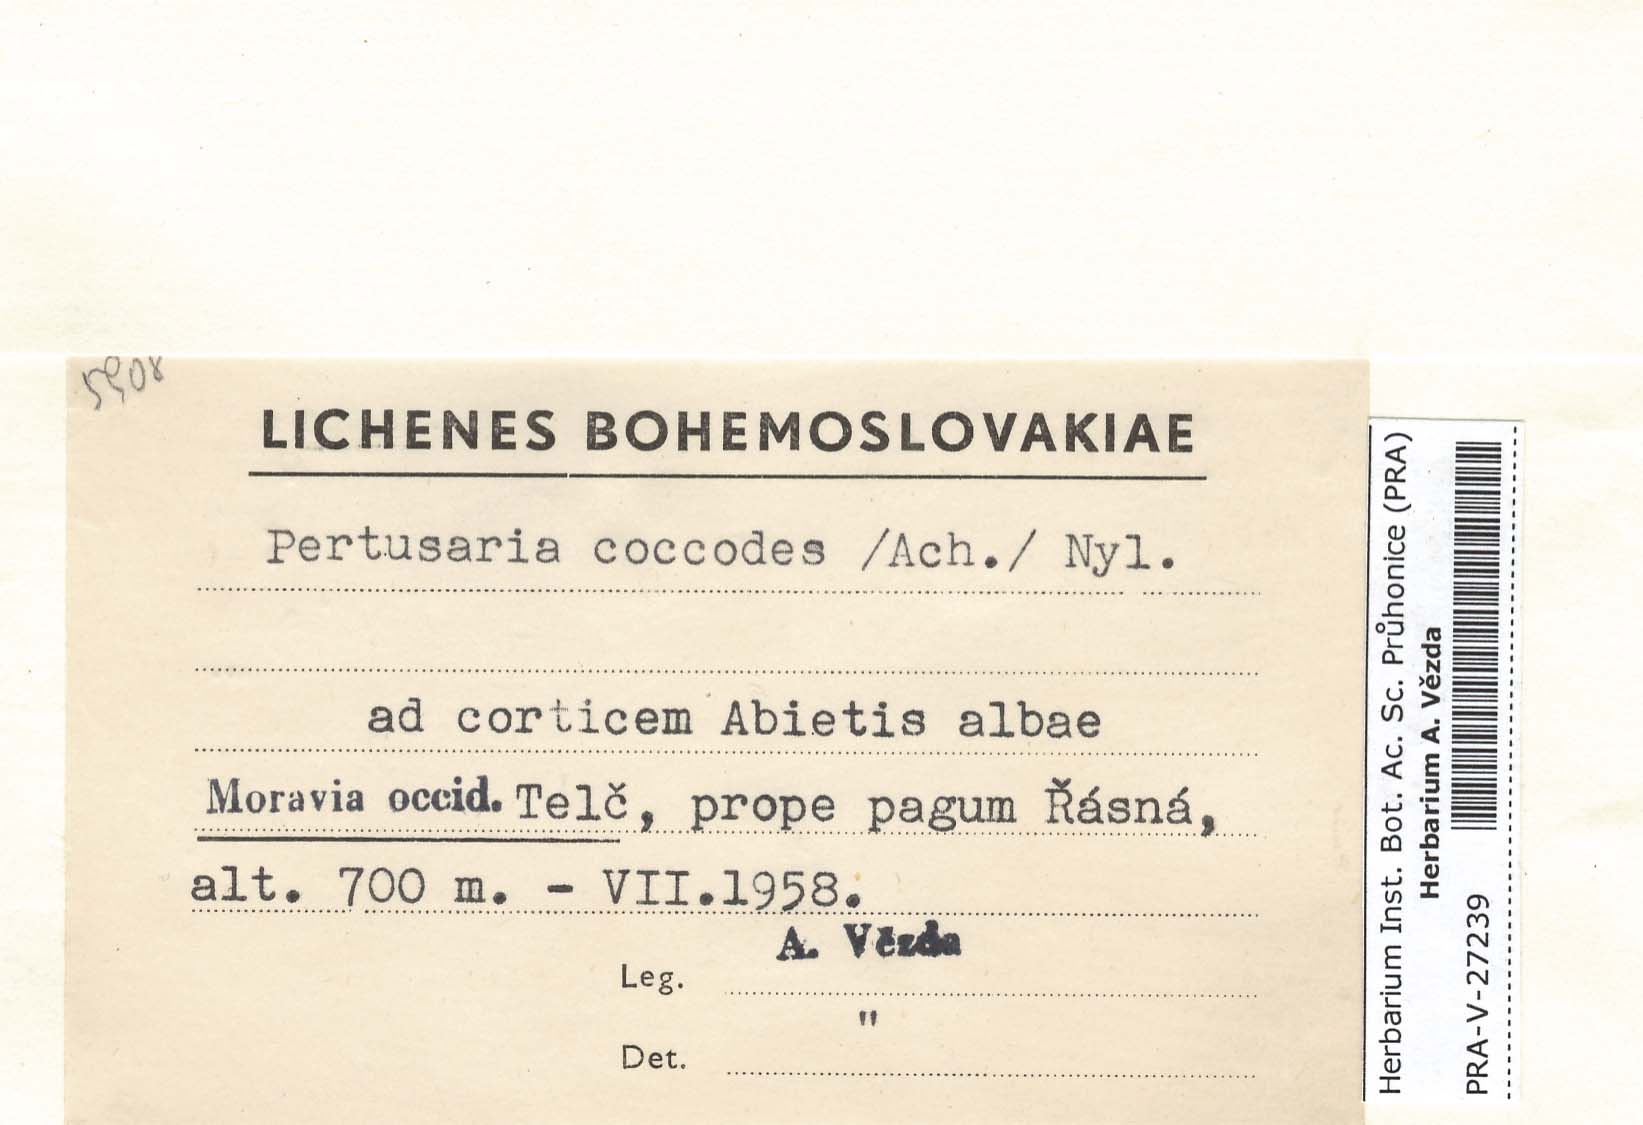 5908
LICHENES BOHEMOSLOVAKIAE
Pertusaria coccodes /Ach./ Nyl.
ad corticem Abietis albae
Moravia occid. Telč, prope pagum Řásná,
alt. 700 m. - VII.1958.
A. Vězda
Leg.
"
Det.
Herbarium Inst. Bot. Ac. Sc. Průhonice (PRA)
Herbarium A. Vězda
PRA-V-27239